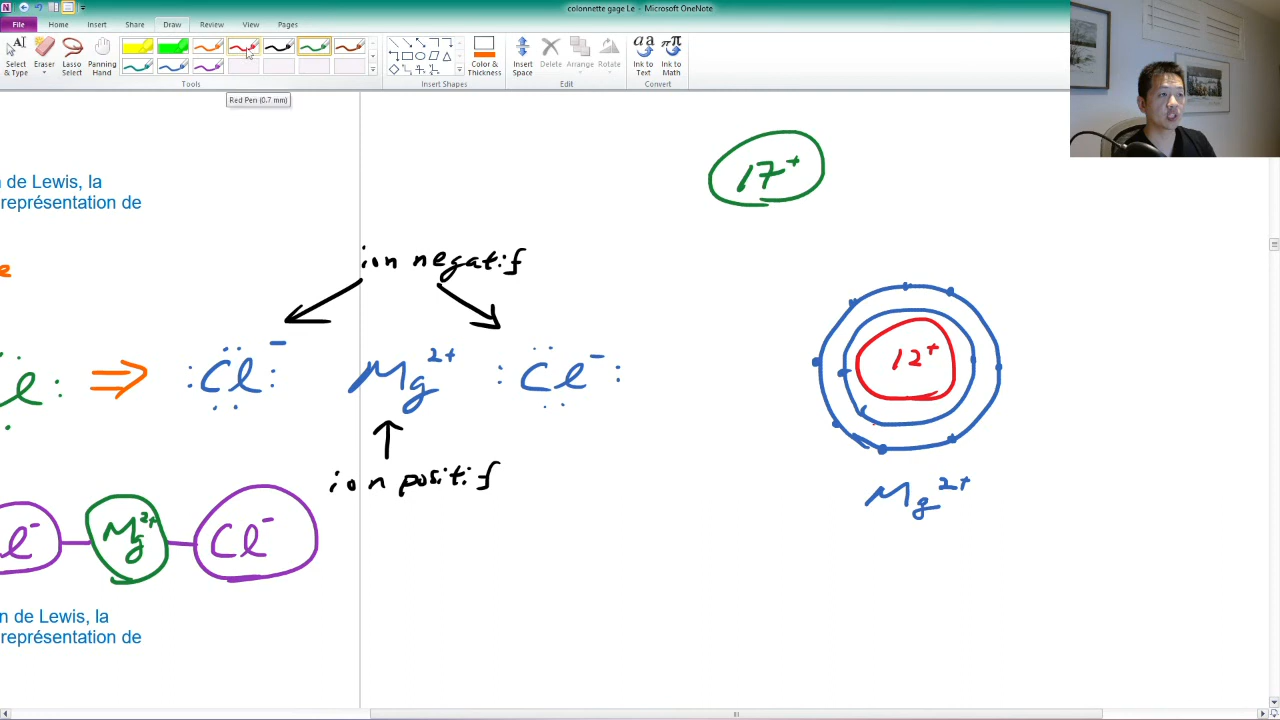 colonnette gage Le - Microsoft OneNote
File Home Insert Share Draw Review View Pages
Select & Type Eraser Lasso Select Panning Hand Color & Thickness Insert Space Delete Arrange Rotate Ink to Text Ink to Math
Tools Insert Shapes Edit Convert
Red Pen (0.7 mm)
17+
n de Lewis, la
représentation de
ion negatif
e
l Cl⁻ Mg²⁺ Cl⁻
12+
ion positif
Mg²⁺
l⁻ Mg²⁺ Cl⁻
n de Lewis, la
représentation de